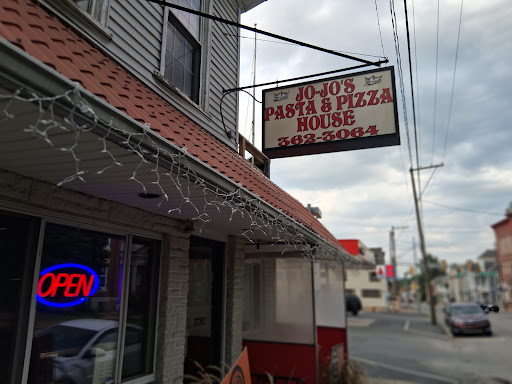 JO-JO'S
PASTA & PIZZA
HOUSE
362-3064
OPEN